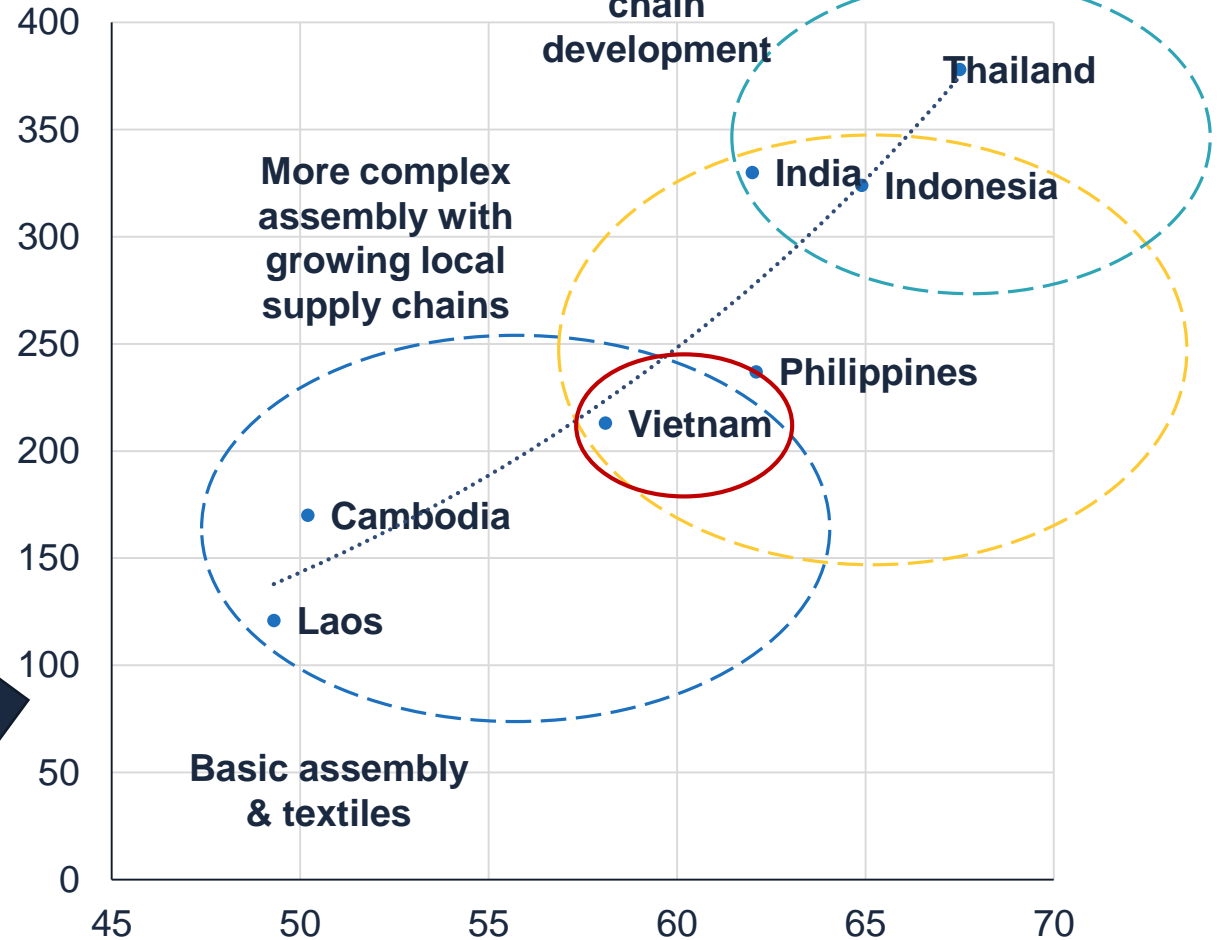 chain
development
400
Thailand
350
More complex
assembly with
growing local
supply chains
India
Indonesia
300
250
Philippines
Vietnam
200
Cambodia
150
Laos
100
Basic assembly
& textiles
50
0
45 50 55 60 65 70